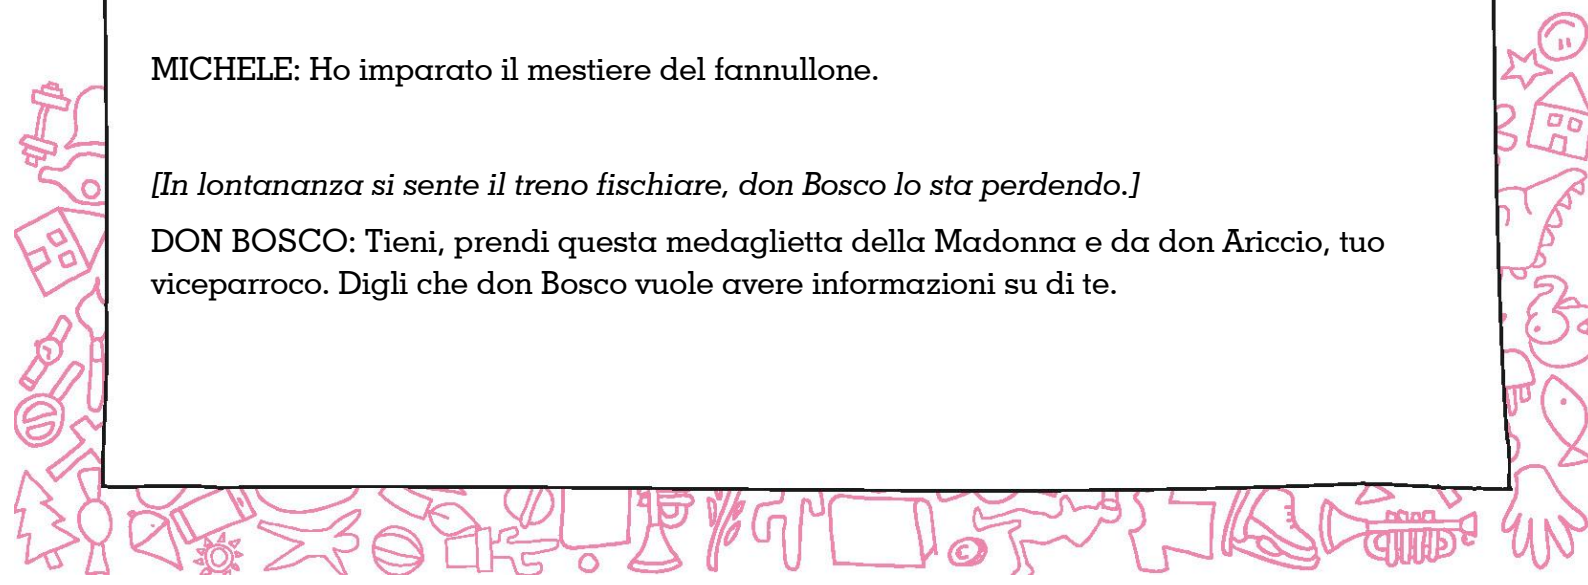 MICHELE: Ho imparato il mestiere del fannullone.
[In lontananza si sente il treno fischiare, don Bosco lo sta perdendo.]
DON BOSCO: Tieni, prendi questa medaglietta della Madonna e da don Ariccio, tuo
viceparroco. Digli che don Bosco vuole avere informazioni su di te.